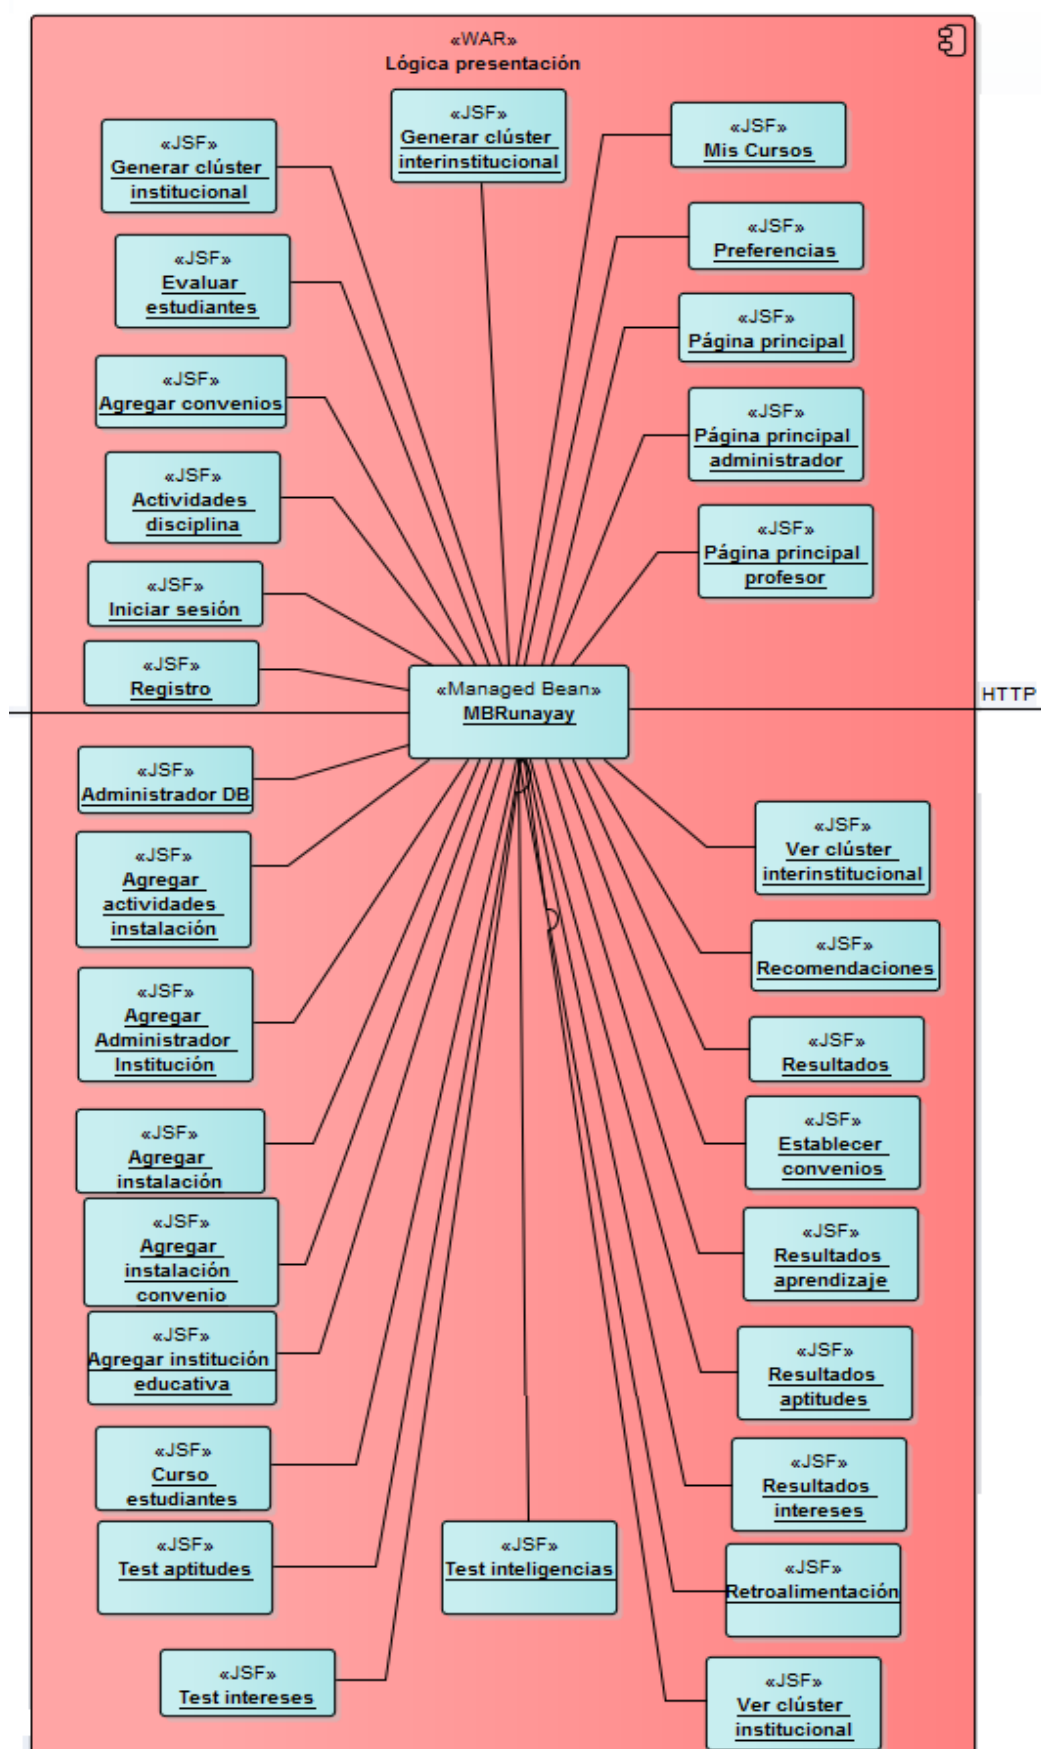 «WAR»
Lógica presentación
«JSF»
Generar clúster
interinstitucional
«JSF»
Mis Cursos
«JSF»
Generar clúster
institucional
«JSF»
Preferencias
«JSF»
Evaluar
estudiantes
«JSF»
Página principal
«JSF»
Agregar convenios
«JSF»
Página principal
administrador
«JSF»
Actividades
disciplina
«JSF»
Página principal
profesor
«JSF»
Iniciar sesión
«JSF»
Registro
«Managed Bean»
MBRunayay
HTTP
«JSF»
Administrador DB
«JSF»
Ver clúster
interinstitucional
«JSF»
Agregar
actividades
instalación
«JSF»
Recomendaciones
«JSF»
Agregar
Administrador
Institución
«JSF»
Resultados
«JSF»
Establecer
convenios
«JSF»
Agregar
instalación
«JSF»
Agregar
instalación
convenio
«JSF»
Resultados
aprendizaje
«JSF»
Agregar institución
educativa
«JSF»
Resultados
aptitudes
«JSF»
Curso
estudiantes
«JSF»
Resultados
intereses
«JSF»
Test aptitudes
«JSF»
Test inteligencias
«JSF»
Retroalimentación
«JSF»
Test intereses
«JSF»
Ver clúster
institucional